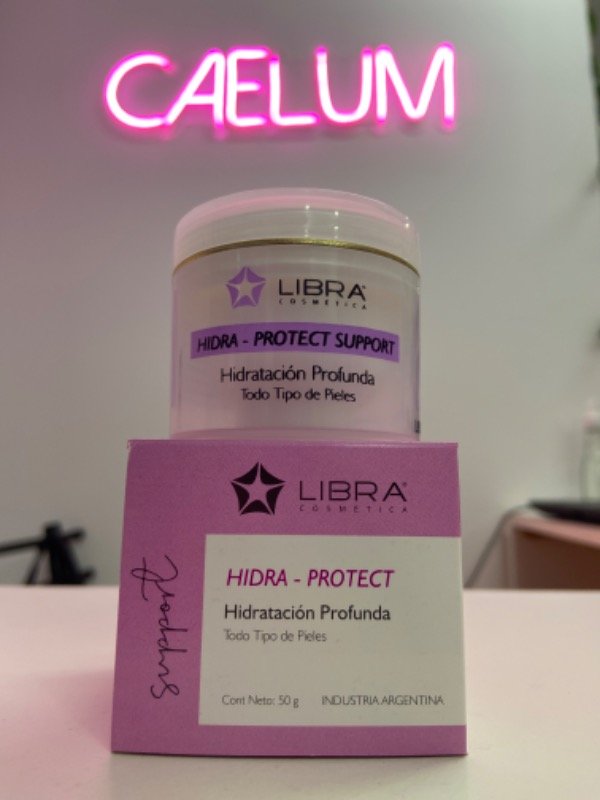 CAELUM
LIBRA
COSMETICA
HIDRA - PROTECT SUPPORT
Hidratación Profunda
Todo Tipo de Pieles
LIBRA
COSMETICA
Support
HIDRA - PROTECT
Hidratación Profunda
Todo Tipo de Pieles
Cont Neto: 50 g INDUSTRIA ARGENTINA